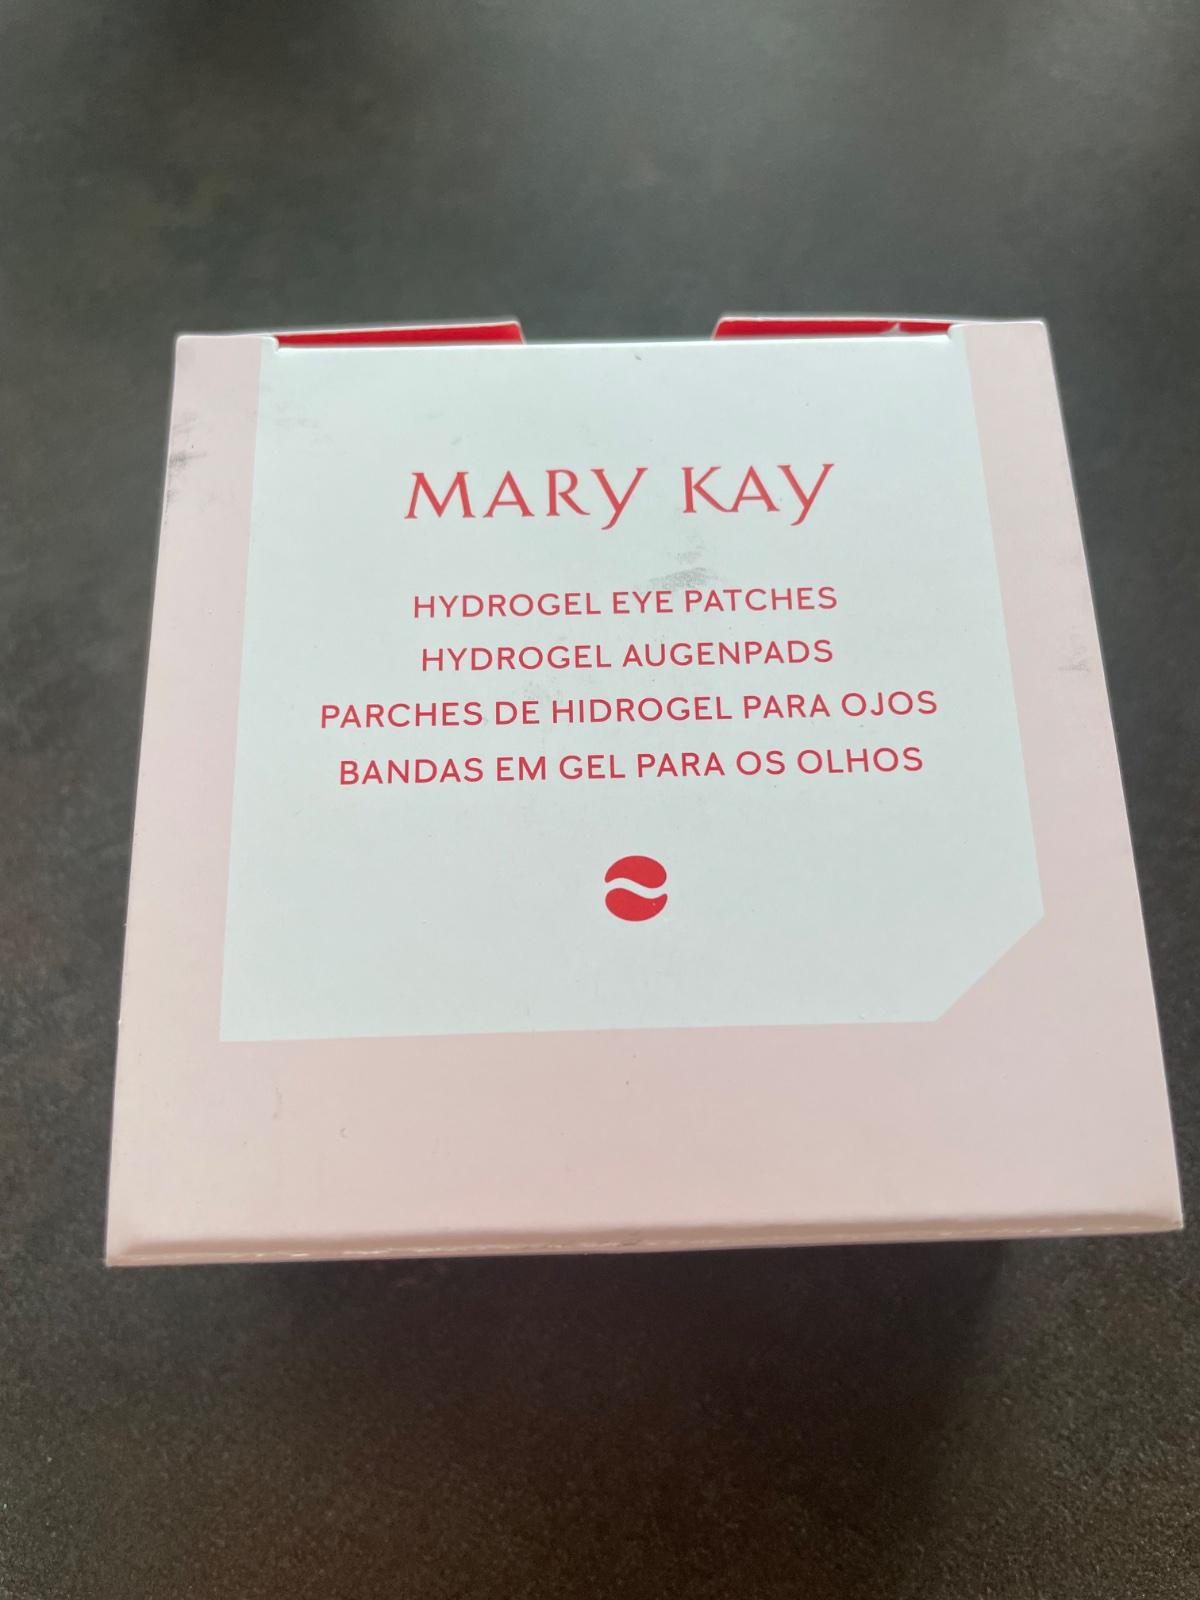 MARY KAY
HYDROGEL EYE PATCHES
HYDROGEL AUGENPADS
PARCHES DE HIDROGEL PARA OJOS
BANDAS EM GEL PARA OS OLHOS